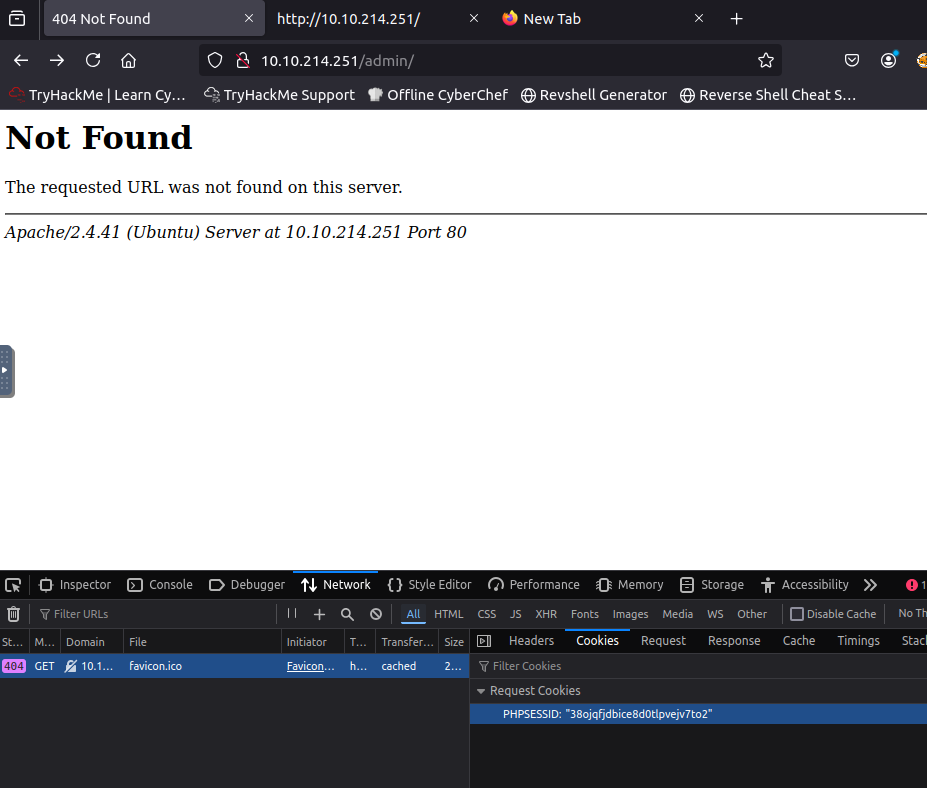 404 Not Found
http://10.10.214.251/
New Tab
10.10.214.251/admin/
TryHackMe | Learn Cy… TryHackMe Support Offline CyberChef Revshell Generator Reverse Shell Cheat S…
Not Found
The requested URL was not found on this server.
Apache/2.4.41 (Ubuntu) Server at 10.10.214.251 Port 80
Inspector Console Debugger Network Style Editor Performance Memory Storage Accessibility 1
Filter URLs All HTML CSS JS XHR Fonts Images Media WS Other Disable Cache No Th
St… M… Domain File Initiator T… Transfer… Size Headers Cookies Request Response Cache Timings Stac
404 GET 10.1… favicon.ico Favicon… h… cached 2… Filter Cookies
Request Cookies
PHPSESSID: "38ojqfjdbice8d0tlpvejv7to2"